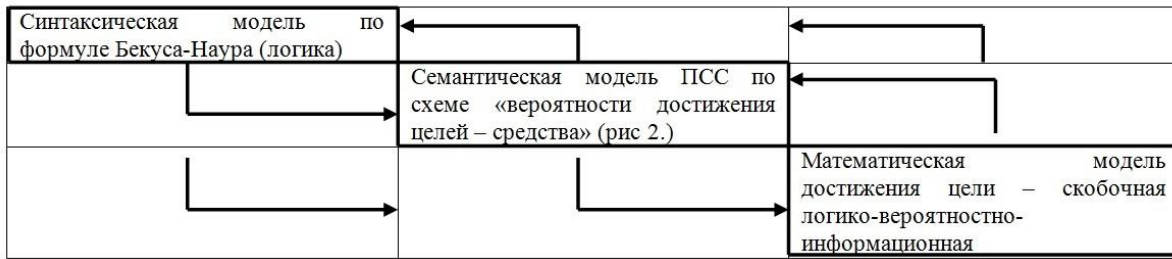 Синтаксическая модель по
формуле Бекуса-Наура (логика)
Семантическая модель ПСС по
схеме «вероятности достижения
целей – средства» (рис 2.)
Математическая модель
достижения цели – скобочная
логико-вероятностно-
информационная